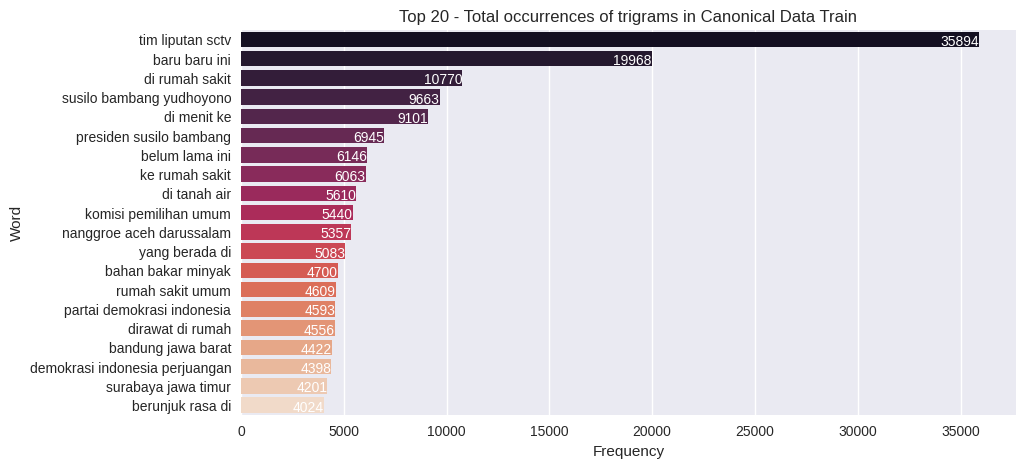 Top 20 - Total occurrences of trigrams in Canonical Data Train
Word
tim liputan sctv 35894
baru baru ini 19968
di rumah sakit 10770
susilo bambang yudhoyono 9663
di menit ke 9101
presiden susilo bambang 6945
belum lama ini 6146
ke rumah sakit 6063
di tanah air 5610
komisi pemilihan umum 5440
nanggroe aceh darussalam 5357
yang berada di 5083
bahan bakar minyak 4700
rumah sakit umum 4609
partai demokrasi indonesia 4593
dirawat di rumah 4556
bandung jawa barat 4422
demokrasi indonesia perjuangan 4398
surabaya jawa timur 4201
berunjuk rasa di 4024
0 5000 10000 15000 20000 25000 30000 35000
Frequency